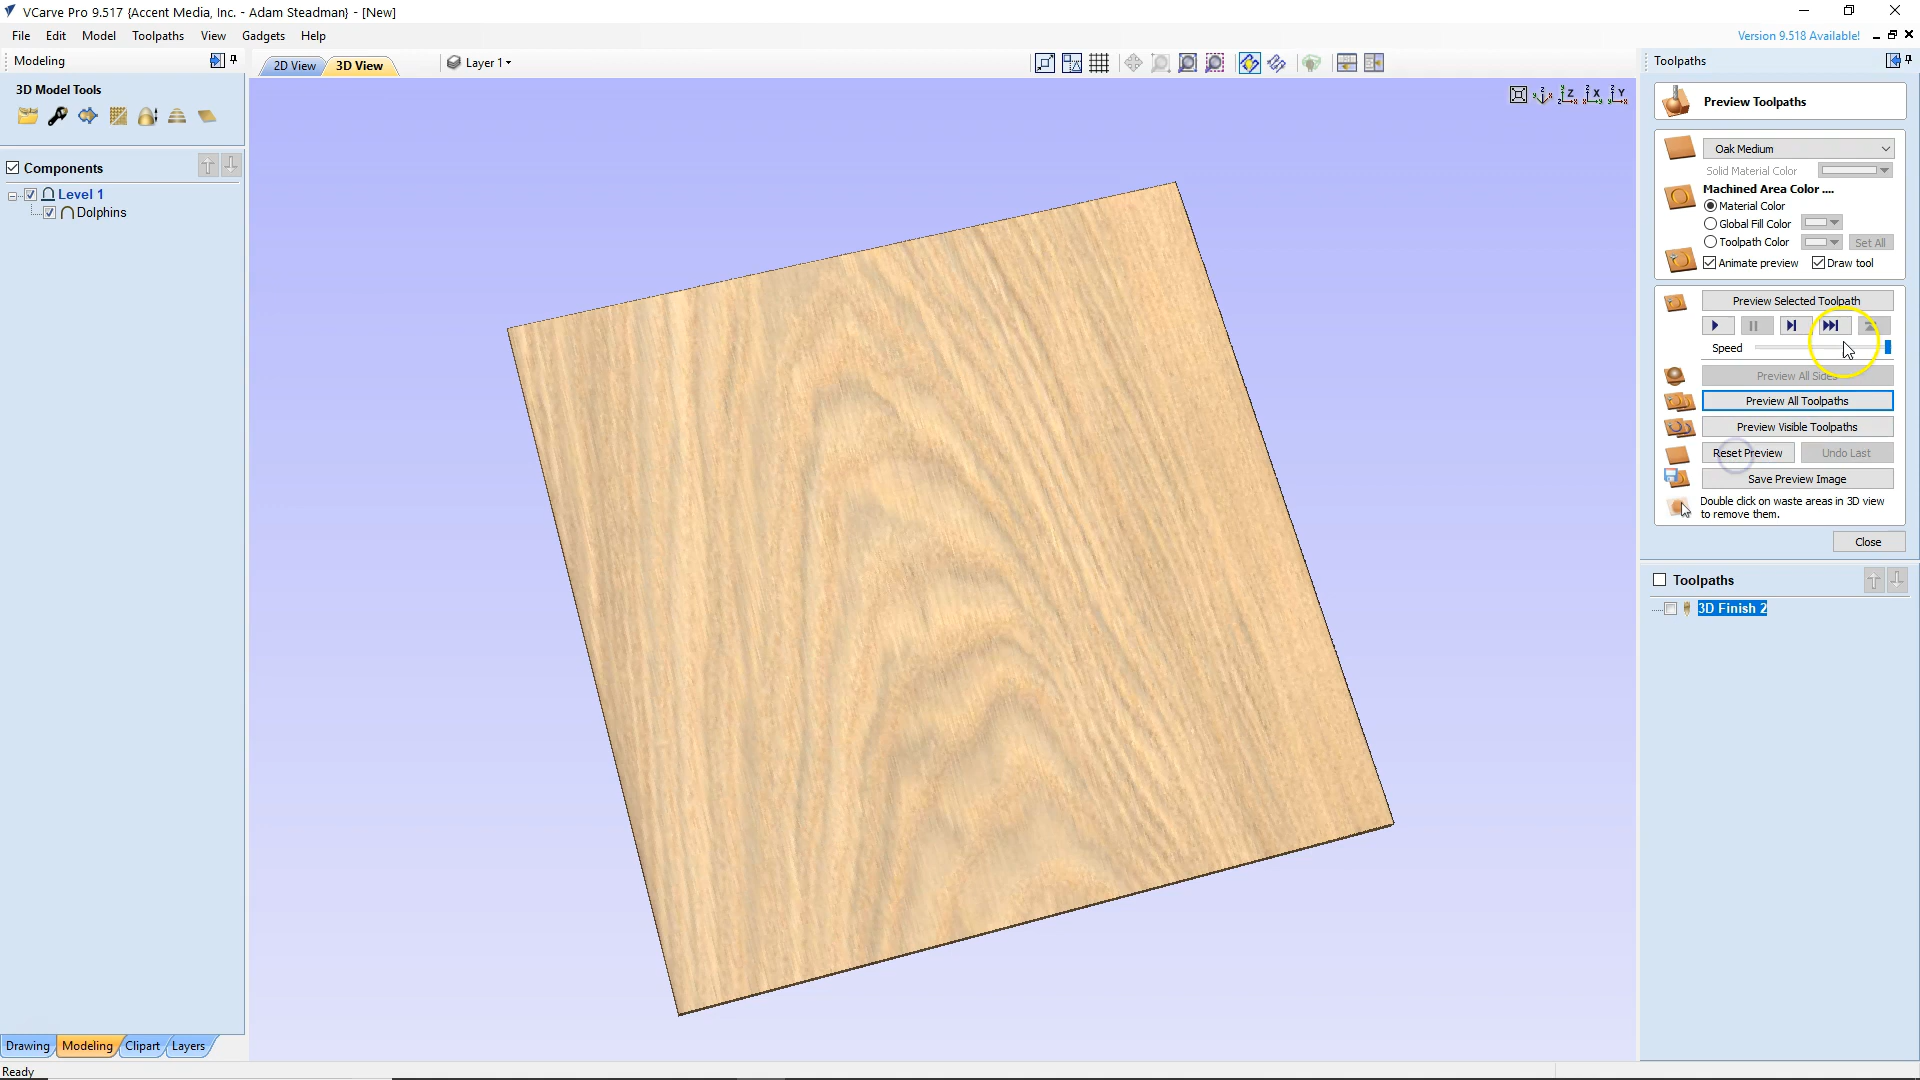 VCarve Pro 9.517 {Accent Media, Inc. - Adam Steadman} - [New]
File Edit Model Toolpaths View Gadgets Help
Version 9.518 Available!
Modeling
2D View 3D View Layer 1
Toolpaths
3D Model Tools
Components
Level 1
Dolphins
Z X Y
Preview Toolpaths
Oak Medium
Solid Material Color
Machined Area Color ....
Material Color
Global Fill Color
Toolpath Color Set All
Animate preview Draw tool
Preview Selected Toolpath
Speed
Preview All Sides
Preview All Toolpaths
Preview Visible Toolpaths
Reset Preview Undo Last
Save Preview Image
Double click on waste areas in 3D view
to remove them.
Close
Toolpaths
3D Finish 2
Drawing Modeling Clipart Layers
Ready